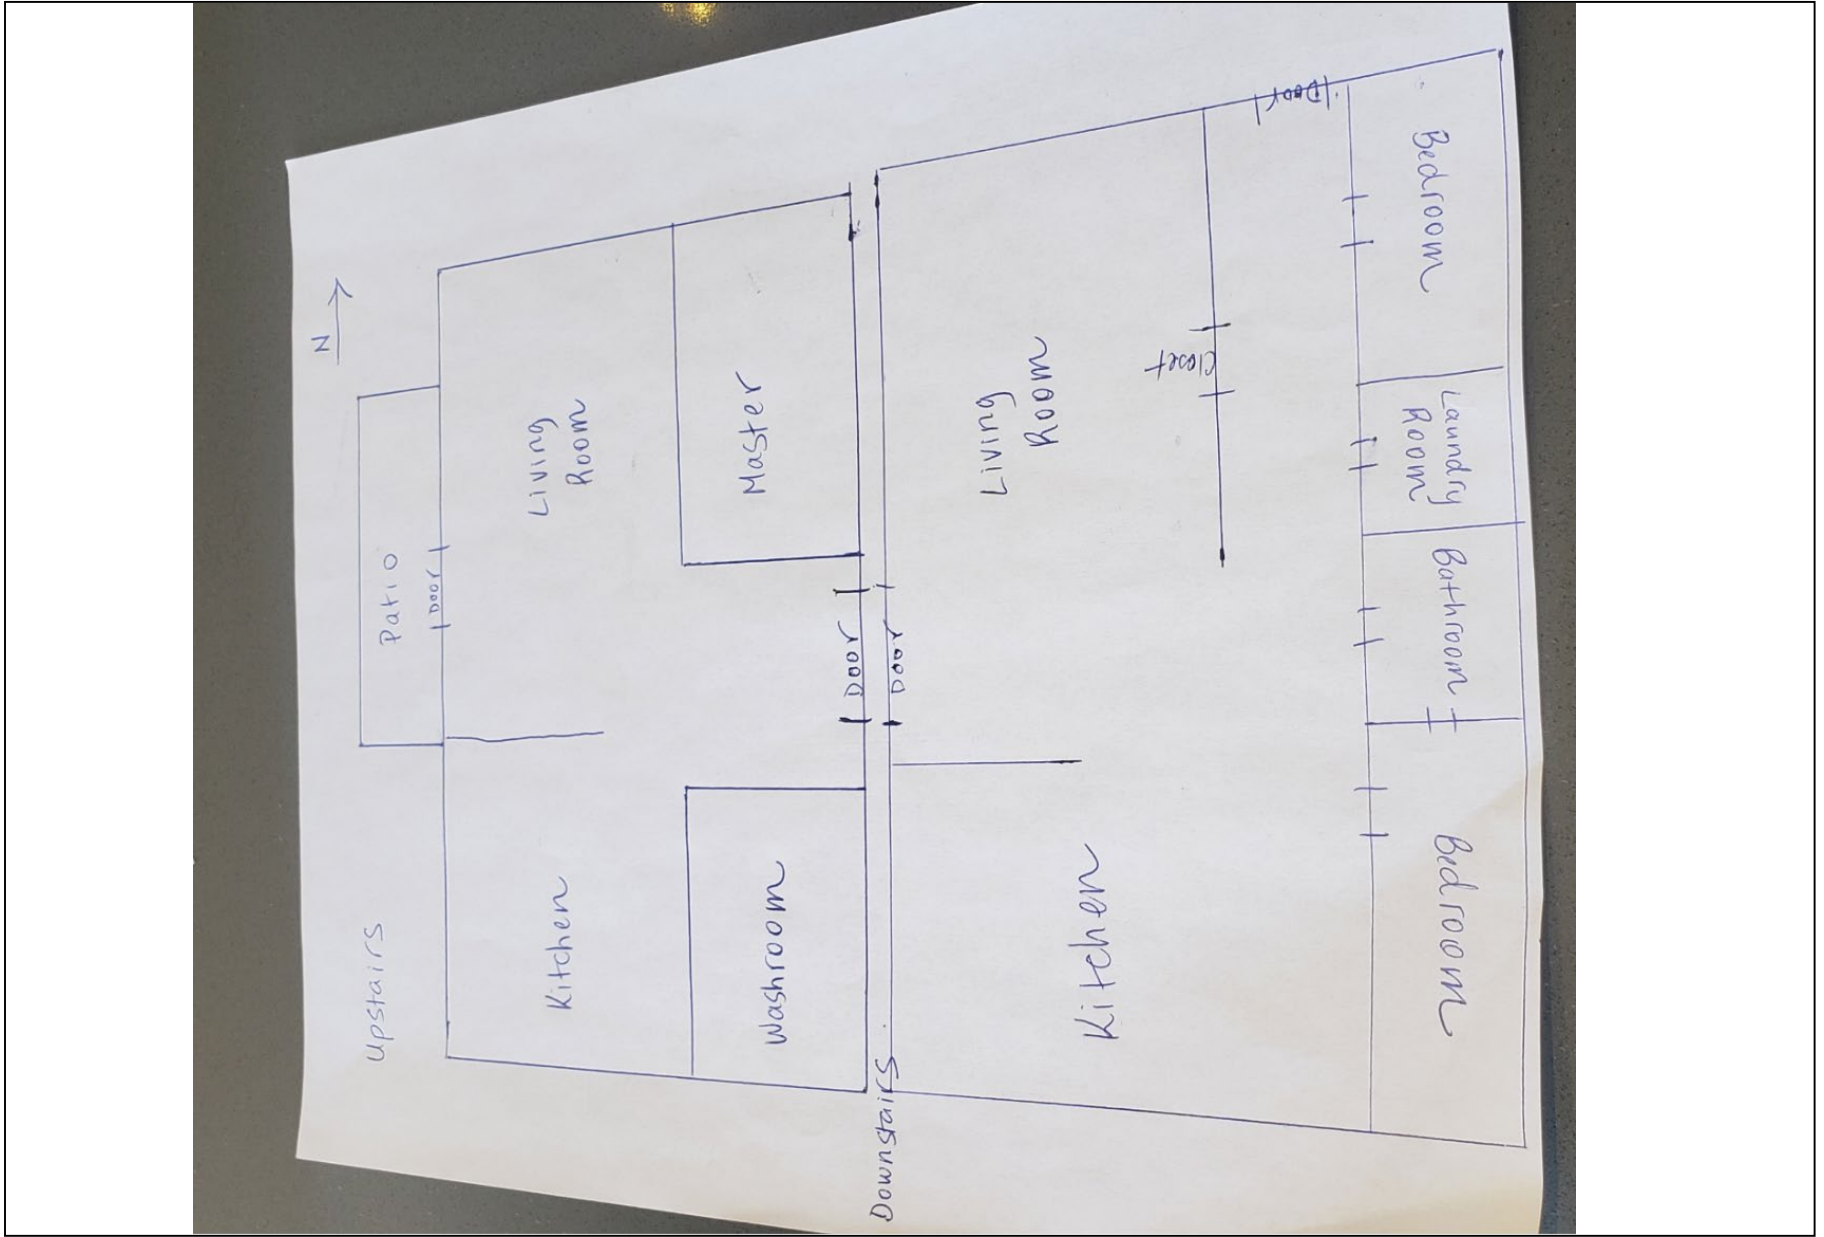 Upstairs
N
Patio
Door
Living
Room
Kitchen
Master
Washroom
Door
Downstairs
Door
Living
Room
Kitchen
Closet
Door
Bedroom
Laundry
Room
Bathroom
Bedroom